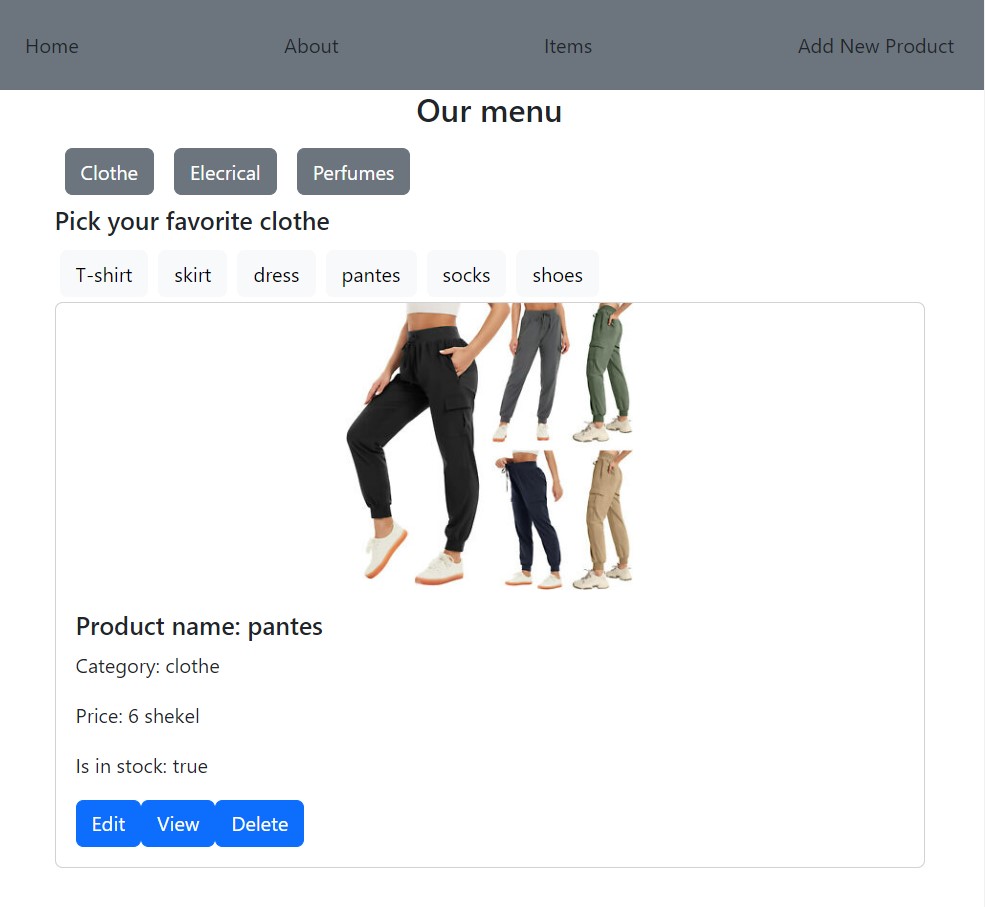 Home About Items Add New Product
Our menu
Clothe Elecrical Perfumes
Pick your favorite clothe
T-shirt skirt dress pantes socks shoes
Product name: pantes
Category: clothe
Price: 6 shekel
Is in stock: true
Edit View Delete